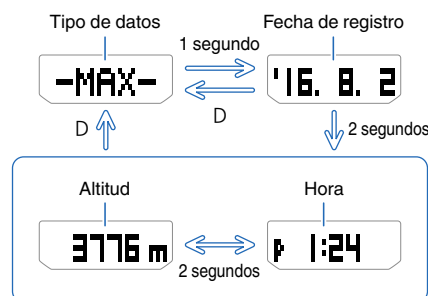 Tipo de datos
Fecha de registro
1 segundo
-MAX-
'16. 8. 2
D
D
2 segundos
Altitud
Hora
3776 m
P 1:24
2 segundos